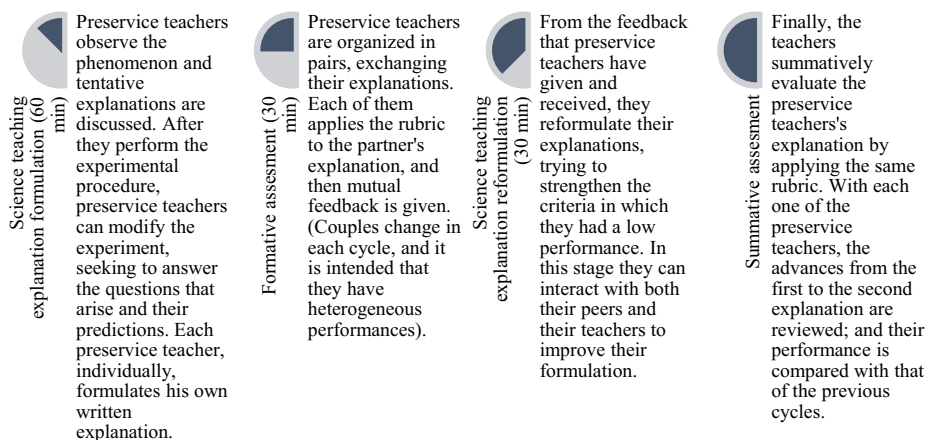 Science teaching
explanation formulation (60
min)
Preservice teachers
observe the
phenomenon and
tentative
explanations are
discussed. After
they perform the
experimental
procedure,
preservice teachers
can modify the
experiment,
seeking to answer
the questions that
arise and their
predictions. Each
preservice teacher,
individually,
formulates his own
written
explanation.
Formative assesment (30
min)
Preservice teachers
are organized in
pairs, exchanging
their explanations.
Each of them
applies the rubric
to the partner's
explanation, and
then mutual
feedback is given.
(Couples change in
each cycle, and it
is intended that
they have
heterogeneous
performances).
Science teaching
explanation reformulation
(30 min)
From the feedback
that preservice
teachers have
given and
received, they
reformulate their
explanations,
trying to
strengthen the
criteria in which
they had a low
performance. In
this stage they can
interact with both
their peers and
their teachers to
improve their
formulation.
Summative assesment
Finally, the
teachers
summatively
evaluate the
preservice
teachers's
explanation by
applying the same
rubric. With each
one of the
preservice
teachers, the
advances from the
first to the second
explanation are
reviewed; and their
performance is
compared with that
of the previous
cycles.